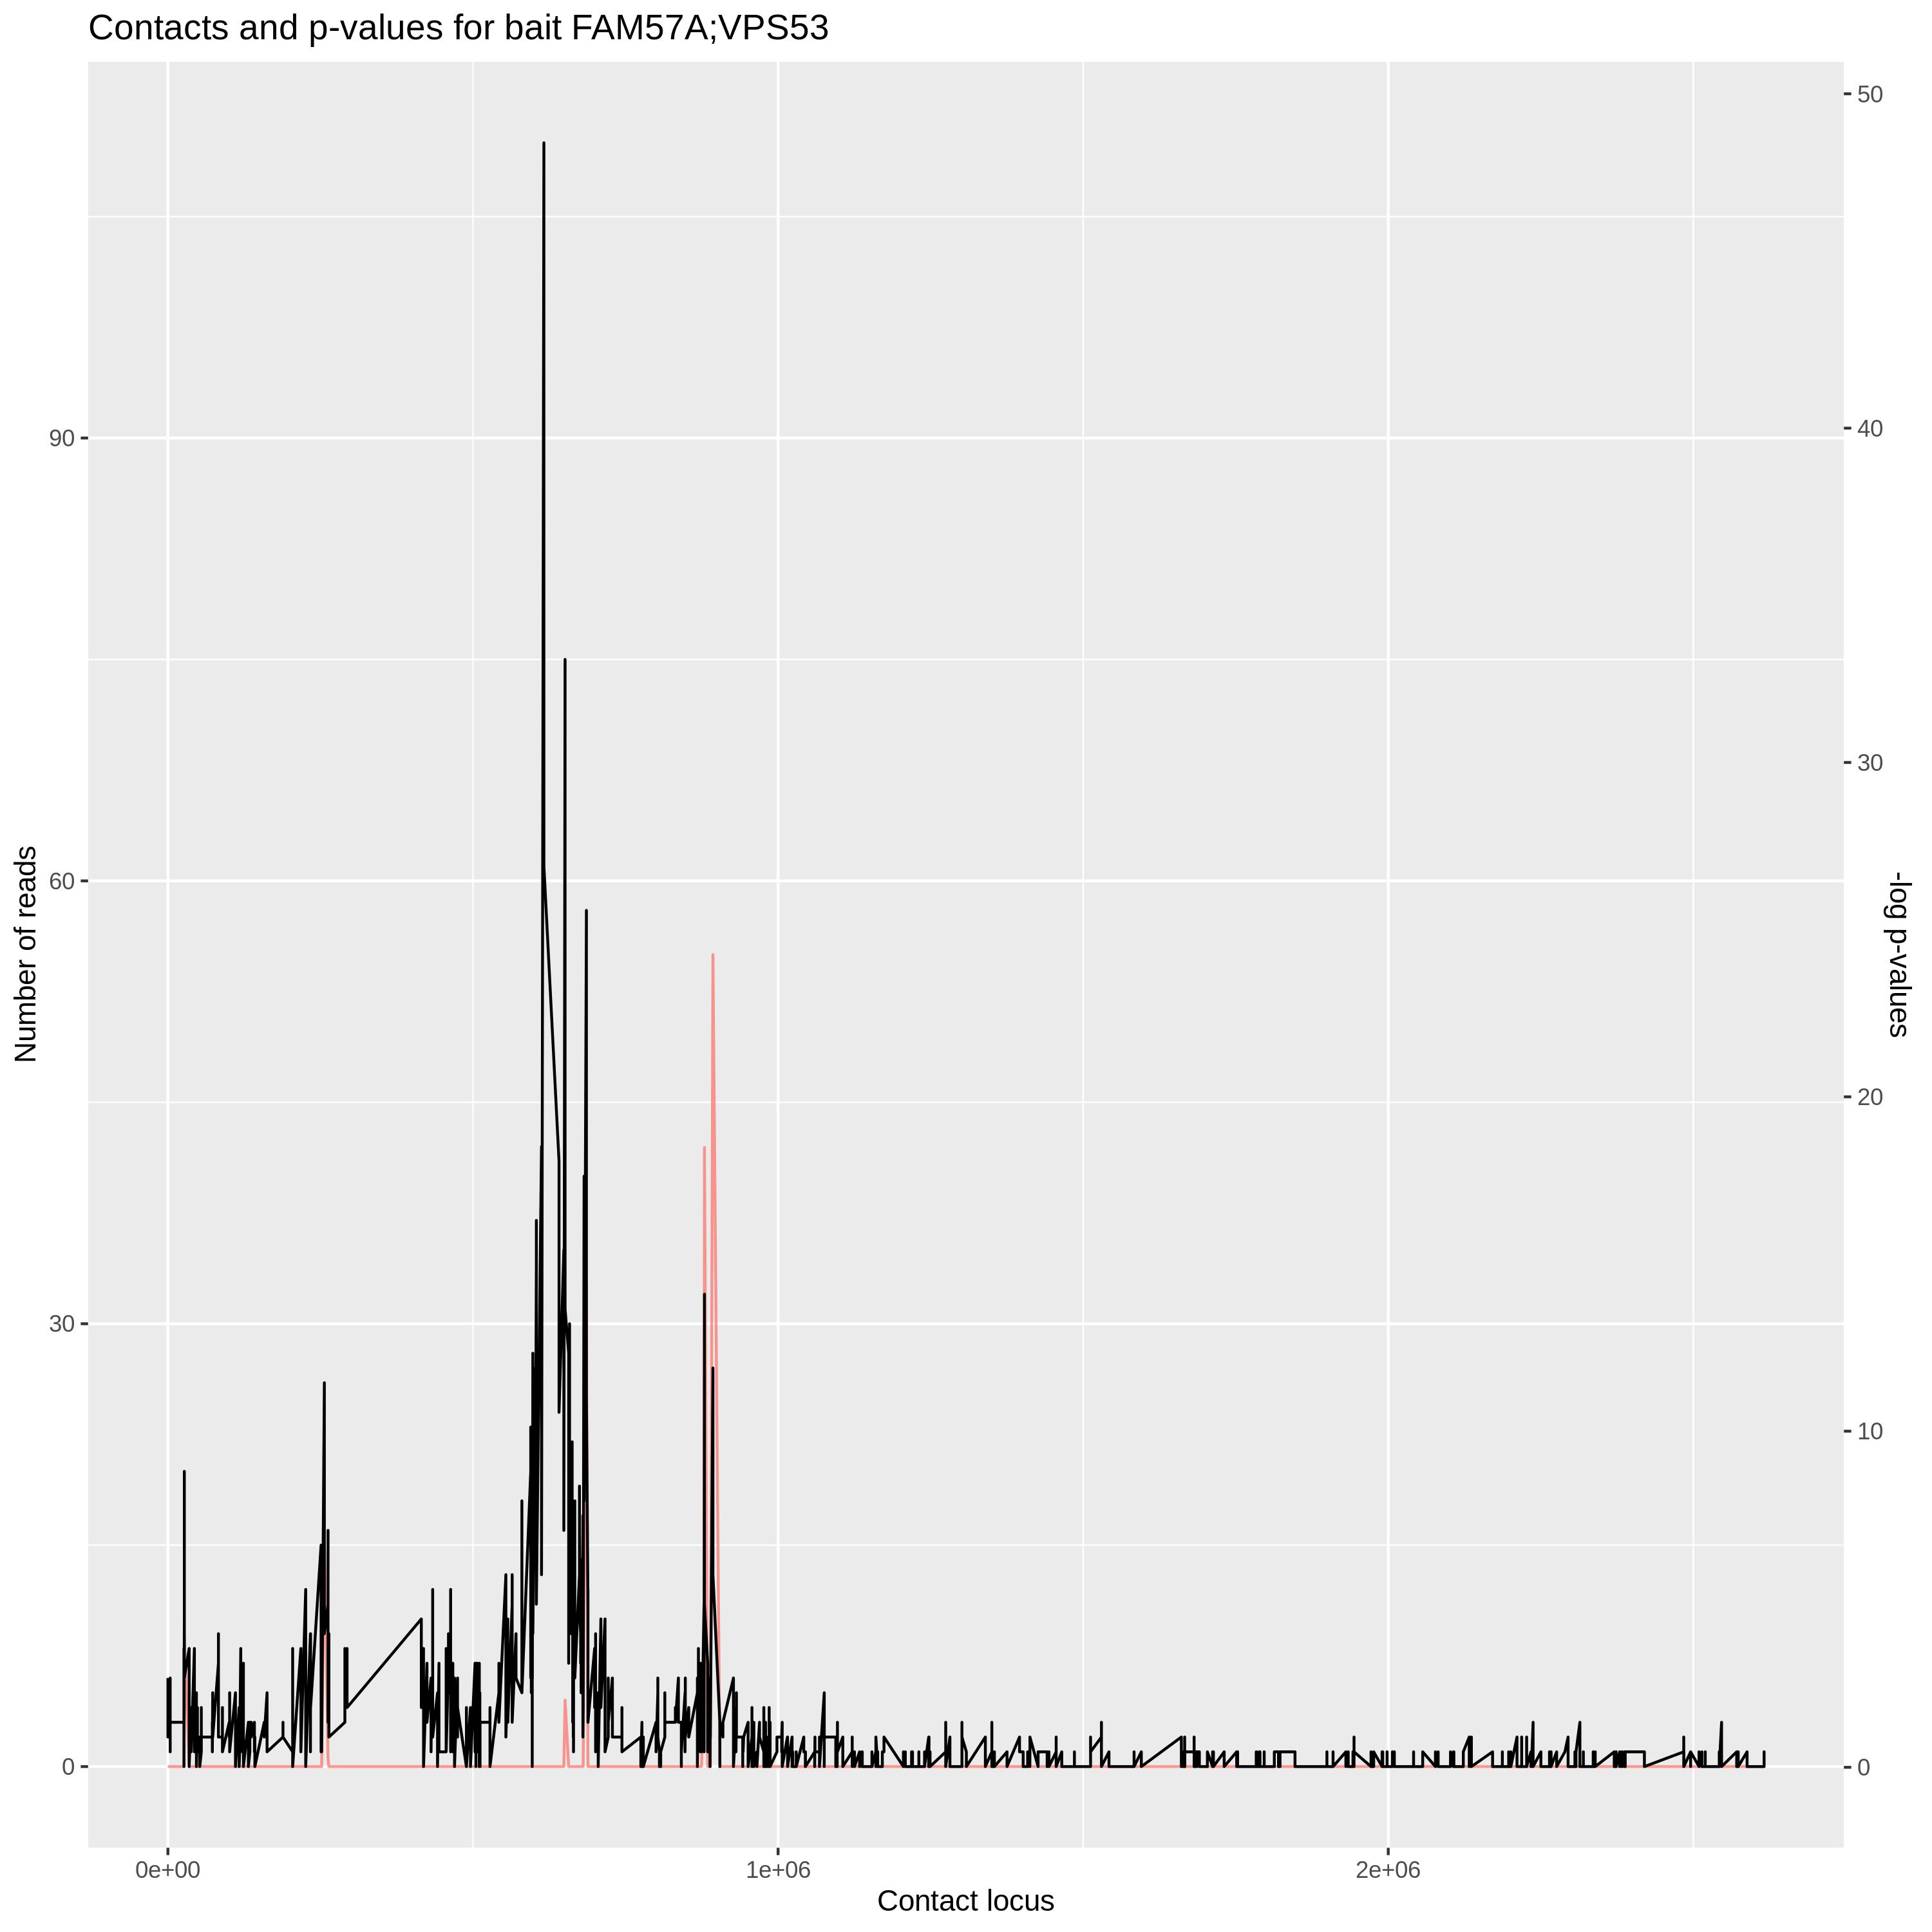 Contacts and p-values for bait FAM57A;VPS53
Number of reads
90
60
30
0
50
40
30
20
10
0
-log p-values
0e+00
1e+06
2e+06
Contact locus